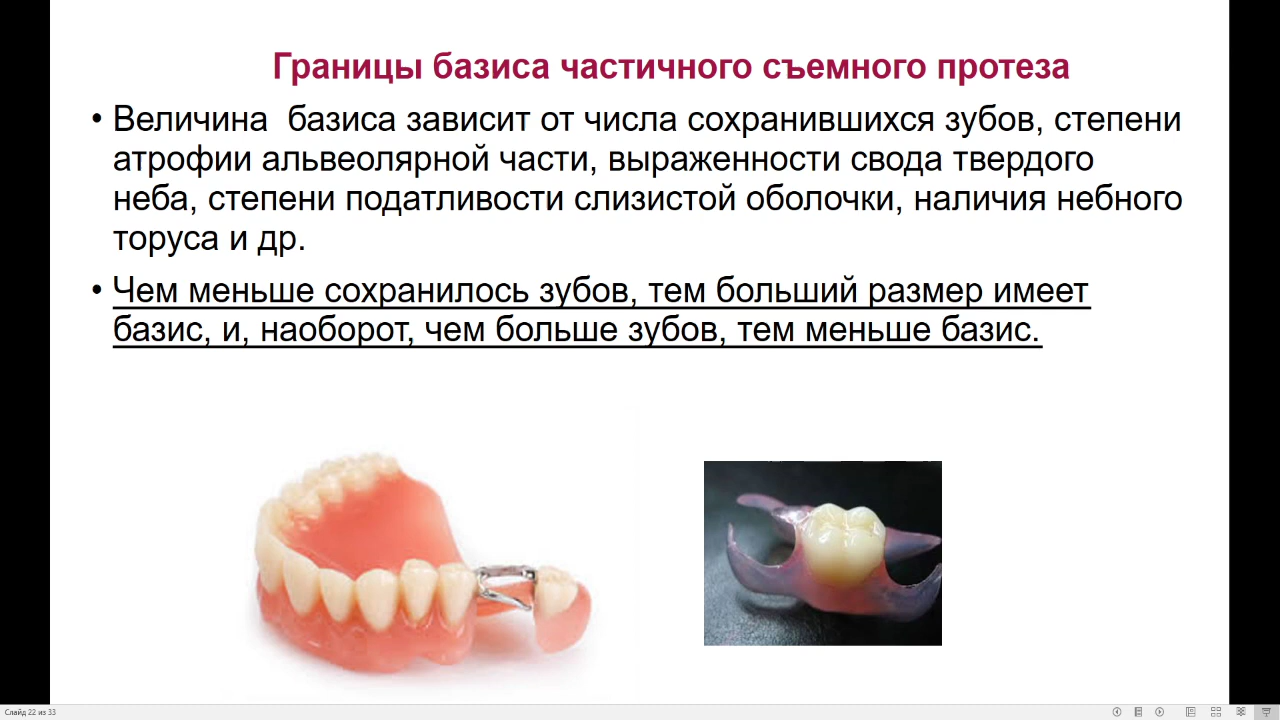 Границы базиса частичного съемного протеза
• Величина базиса зависит от числа сохранившихся зубов, степени
атрофии альвеолярной части, выраженности свода твердого
неба, степени податливости слизистой оболочки, наличия небного
торуса и др.
• Чем меньше сохранилось зубов, тем больший размер имеет
базис, и, наоборот, чем больше зубов, тем меньше базис.
Слайд 22 из 33